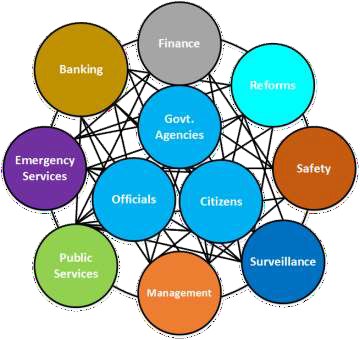 Finance
Banking
Reforms
Govt.
Agencies
Emergency
Services
Safety
Officials
Citizens
Public
Services
Surveillance
Management